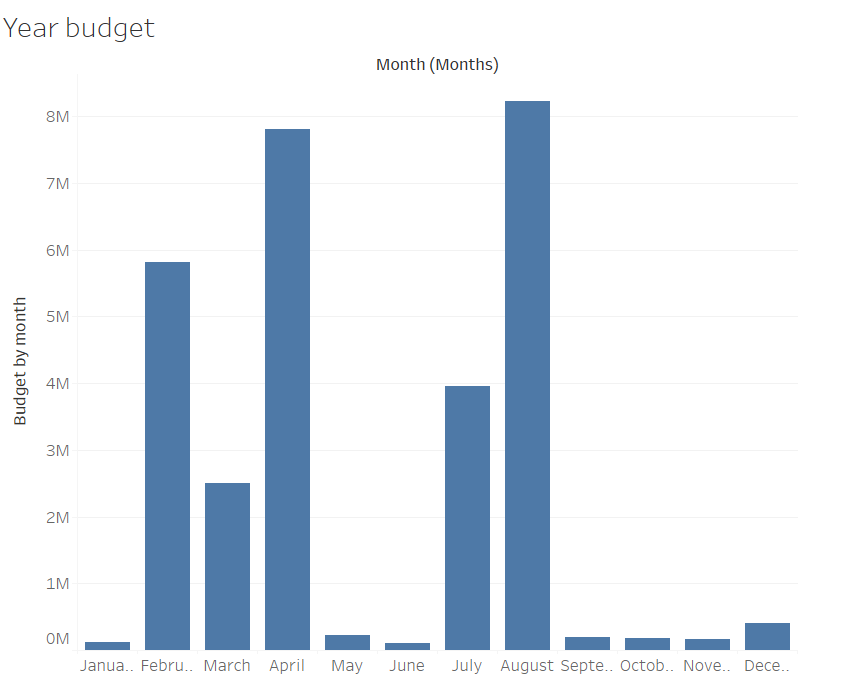 Year budget
Month (Months)
8M
7M
6M
5M
4M
3M
2M
1M
0M
Budget by month
Janua.. Febru.. March April May June July August Septe.. Octob.. Nove.. Dece..